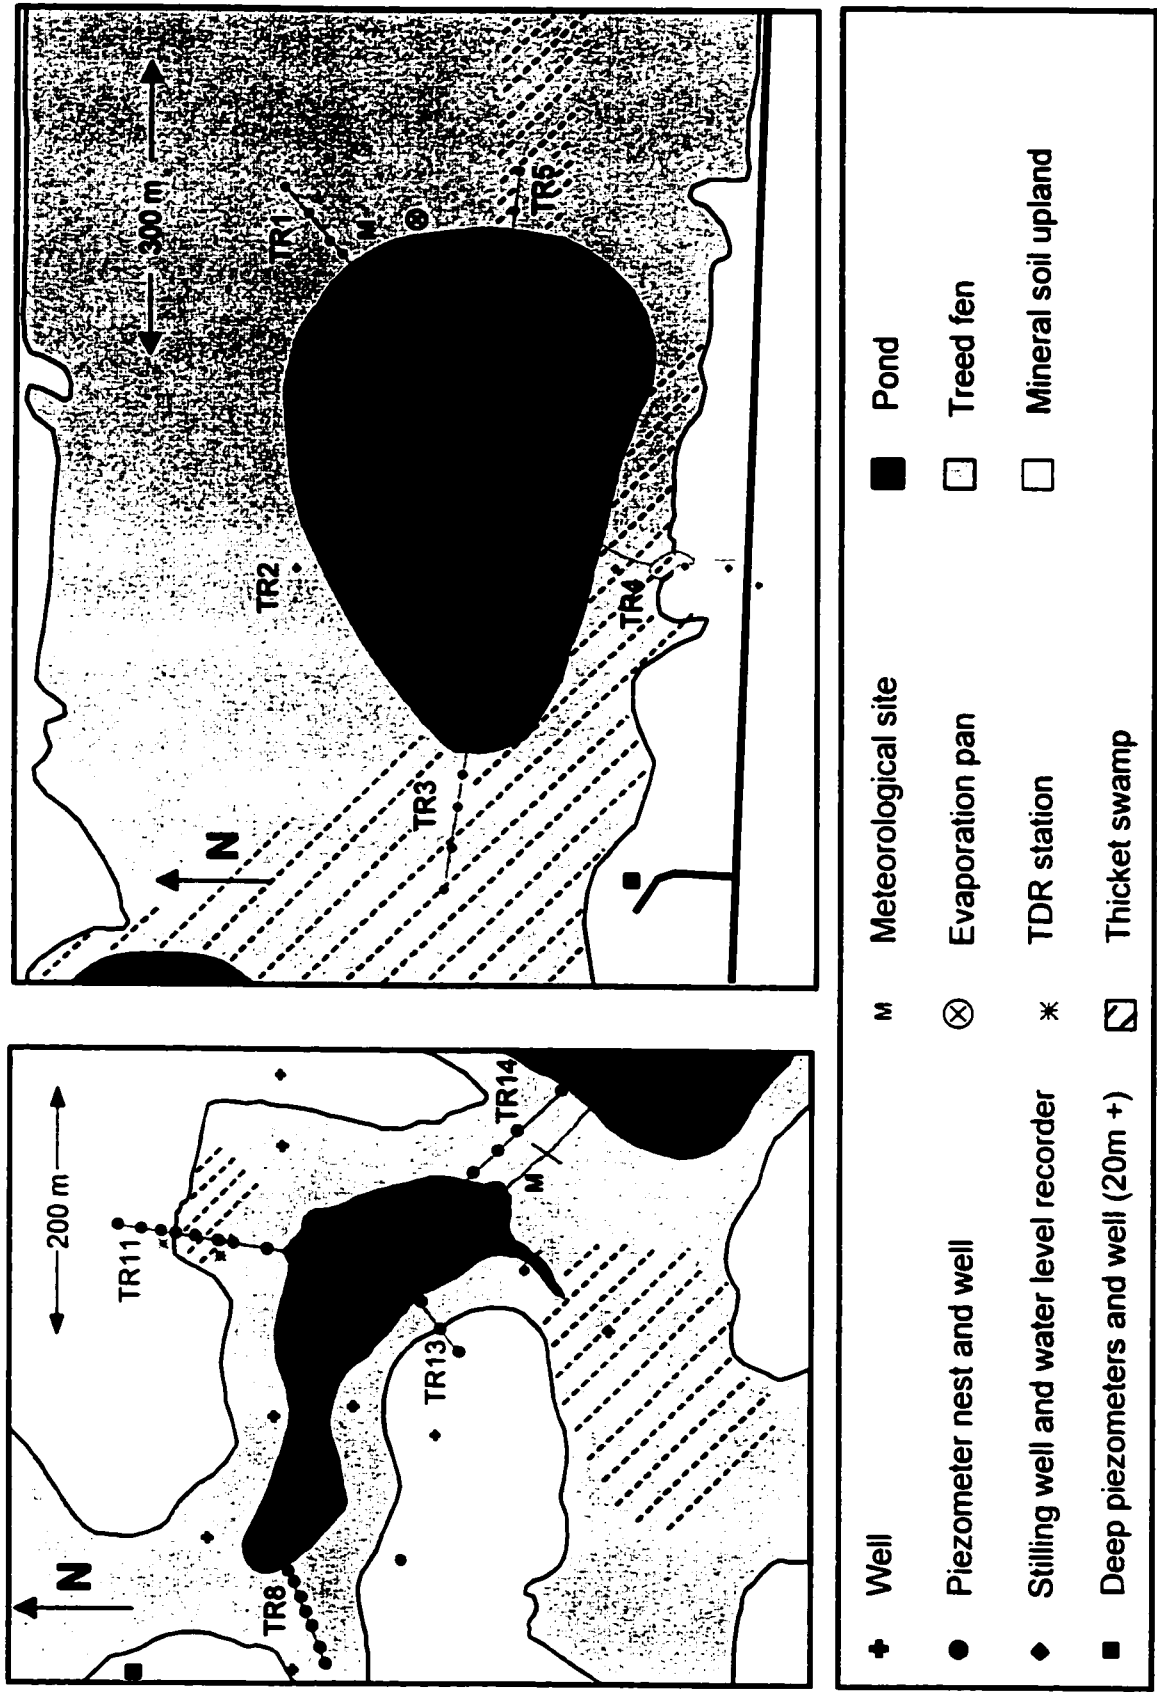 N
200 m
TR11
TR8
TR13
TR14
M
N
300 m
TR1
M
TR2
TR3
TR4
TR5
Well
Piezometer nest and well
Stilling well and water level recorder
Deep piezometers and well (20m +)
M Meteorological site
Evaporation pan
TDR station
Thicket swamp
Pond
Treed fen
Mineral soil upland